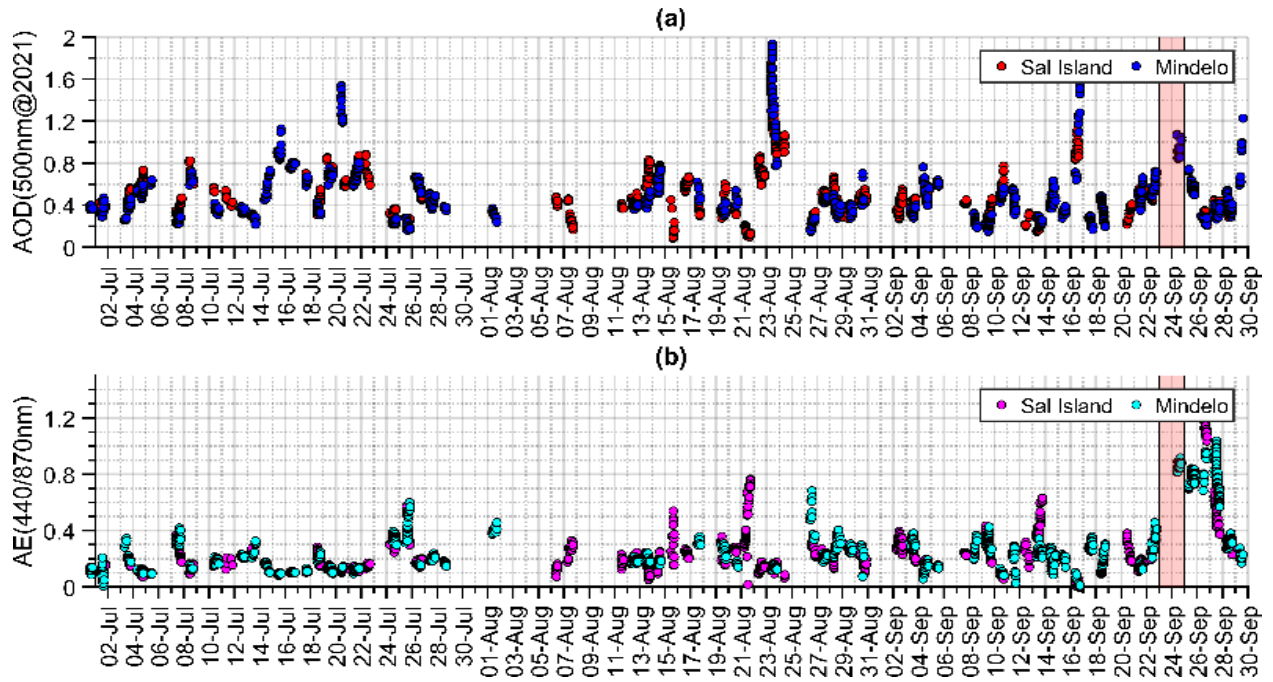 (a)
AOD(500nm@2021)
2
1.6
1.2
0.8
0.4
0
Sal Island Mindelo
02-Jul 04-Jul 06-Jul 08-Jul 10-Jul 12-Jul 14-Jul 16-Jul 18-Jul 20-Jul 22-Jul 24-Jul 26-Jul 28-Jul 30-Jul 01-Aug 03-Aug 05-Aug 07-Aug 09-Aug 11-Aug 13-Aug 15-Aug 17-Aug 19-Aug 21-Aug 23-Aug 25-Aug 27-Aug 29-Aug 31-Aug 02-Sep 04-Sep 06-Sep 08-Sep 10-Sep 12-Sep 14-Sep 16-Sep 18-Sep 20-Sep 22-Sep 24-Sep 26-Sep 28-Sep 30-Sep
(b)
AE(440/870nm)
1.2
0.8
0.4
0
Sal Island Mindelo
02-Jul 04-Jul 06-Jul 08-Jul 10-Jul 12-Jul 14-Jul 16-Jul 18-Jul 20-Jul 22-Jul 24-Jul 26-Jul 28-Jul 30-Jul 01-Aug 03-Aug 05-Aug 07-Aug 09-Aug 11-Aug 13-Aug 15-Aug 17-Aug 19-Aug 21-Aug 23-Aug 25-Aug 27-Aug 29-Aug 31-Aug 02-Sep 04-Sep 06-Sep 08-Sep 10-Sep 12-Sep 14-Sep 16-Sep 18-Sep 20-Sep 22-Sep 24-Sep 26-Sep 28-Sep 30-Sep